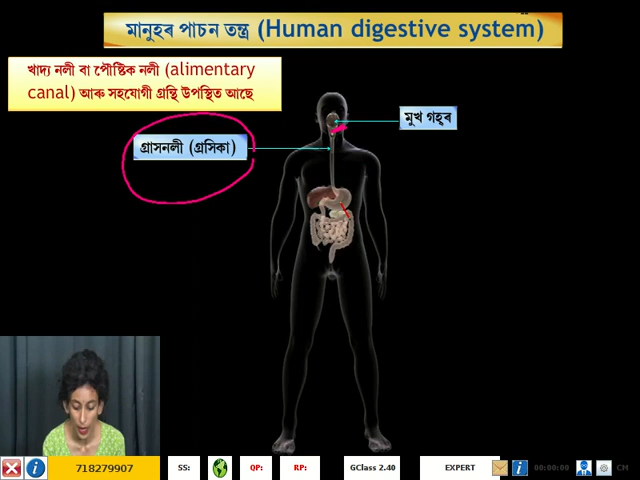 মানুহৰ পাচন তন্ত্ৰ (Human digestive system)
খাদ্য নলী বা পৌষ্টিক নলী (alimentary
canal) আৰু সহযোগী গ্ৰন্থি উপস্থিত আছে
মুখ গহ্বৰ
গ্ৰাসনলী (গ্ৰসিকা)
718279907 SS: QP: RP: GClass 2.40 EXPERT 00:00:00 CM